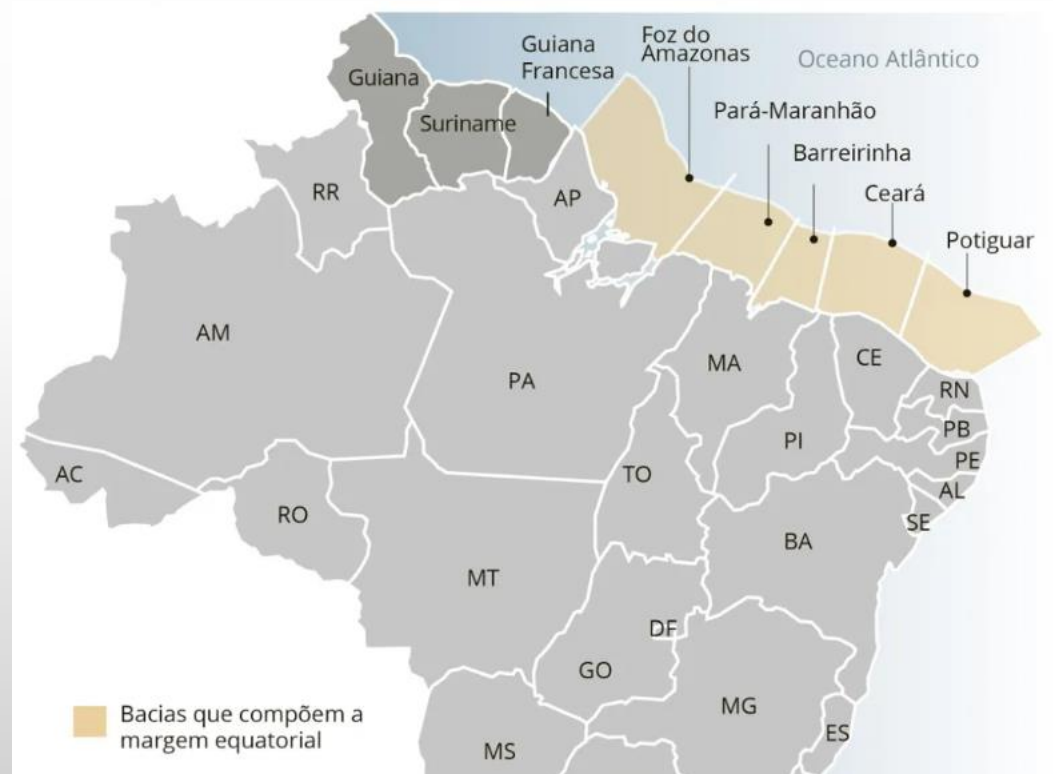 Guiana
Suriname
Guiana
Francesa
Foz do
Amazonas
Oceano Atlântico
Pará-Maranhão
Barreirinha
Ceará
Potiguar
RR
AP
AM
PA
MA
CE
RN
PB
PI
PE
AL
SE
TO
AC
RO
BA
MT
DF
GO
MG
ES
MS
Bacias que compõem a
margem equatorial